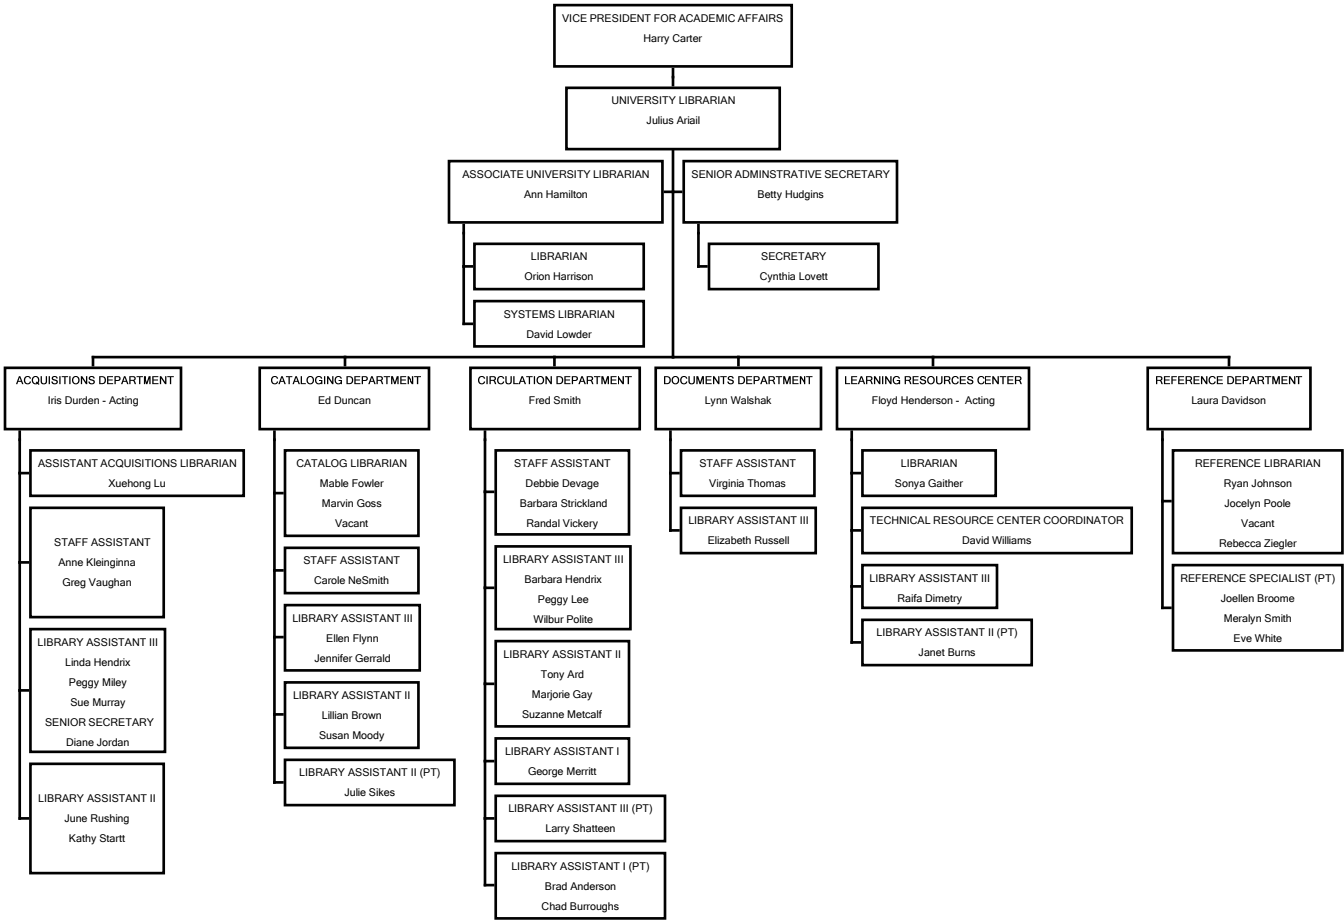 VICE PRESIDENT FOR ACADEMIC AFFAIRS
Harry Carter
UNIVERSITY LIBRARIAN
Julius Ariail
ASSOCIATE UNIVERSITY LIBRARIAN
Ann Hamilton
LIBRARIAN
Orion Harrison
SYSTEMS LIBRARIAN
David Lowder
SENIOR ADMINSTRATIVE SECRETARY
Betty Hudgins
SECRETARY
Cynthia Lovett
ACQUISITIONS DEPARTMENT
Iris Durden - Acting
ASSISTANT ACQUISITIONS LIBRARIAN
Xuehong Lu
STAFF ASSISTANT
Anne Kleinginna
Greg Vaughan
LIBRARY ASSISTANT III
Linda Hendrix
Peggy Miley
Sue Murray
SENIOR SECRETARY
Diane Jordan
LIBRARY ASSISTANT II
June Rushing
Kathy Startt
CATALOGING DEPARTMENT
Ed Duncan
CATALOG LIBRARIAN
Mable Fowler
Marvin Goss
Vacant
STAFF ASSISTANT
Carole NeSmith
LIBRARY ASSISTANT III
Ellen Flynn
Jennifer Gerrald
LIBRARY ASSISTANT II
Lillian Brown
Susan Moody
LIBRARY ASSISTANT II (PT)
Julie Sikes
CIRCULATION DEPARTMENT
Fred Smith
STAFF ASSISTANT
Debbie Devage
Barbara Strickland
Randal Vickery
LIBRARY ASSISTANT III
Barbara Hendrix
Peggy Lee
Wilbur Polite
LIBRARY ASSISTANT II
Tony Ard
Marjorie Gay
Suzanne Metcalf
LIBRARY ASSISTANT I
George Merritt
LIBRARY ASSISTANT III (PT)
Larry Shatteen
LIBRARY ASSISTANT I (PT)
Brad Anderson
Chad Burroughs
DOCUMENTS DEPARTMENT
Lynn Walshak
STAFF ASSISTANT
Virginia Thomas
LIBRARY ASSISTANT III
Elizabeth Russell
LEARNING RESOURCES CENTER
Floyd Henderson - Acting
LIBRARIAN
Sonya Gaither
TECHNICAL RESOURCE CENTER COORDINATOR
David Williams
LIBRARY ASSISTANT III
Raifa Dimetry
LIBRARY ASSISTANT II (PT)
Janet Burns
REFERENCE DEPARTMENT
Laura Davidson
REFERENCE LIBRARIAN
Ryan Johnson
Jocelyn Poole
Vacant
Rebecca Ziegler
REFERENCE SPECIALIST (PT)
Joellen Broome
Meralyn Smith
Eve White